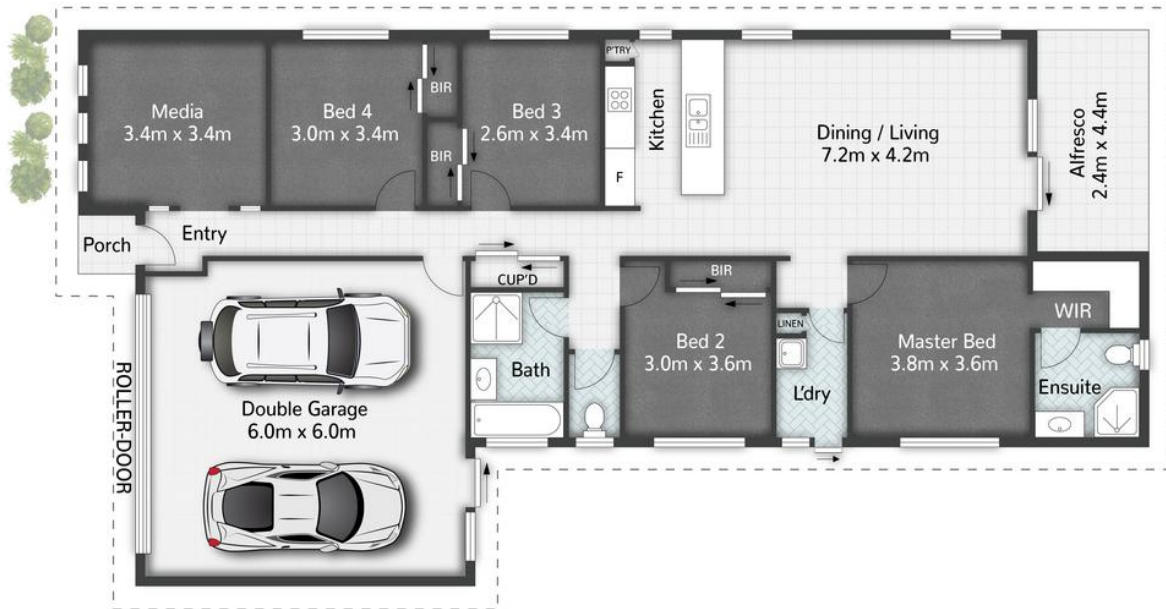 Media
3.4m x 3.4m
Bed 4
3.0m x 3.4m
BIR
BIR
Bed 3
2.6m x 3.4m
P'TRY
F
Kitchen
Dining / Living
7.2m x 4.2m
Alfresco
2.4m x 4.4m
Porch
Entry
CUP'D
BIR
Bath
Bed 2
3.0m x 3.6m
LINEN
L'dry
Master Bed
3.8m x 3.6m
WIR
Ensuite
ROLLER-DOOR
Double Garage
6.0m x 6.0m